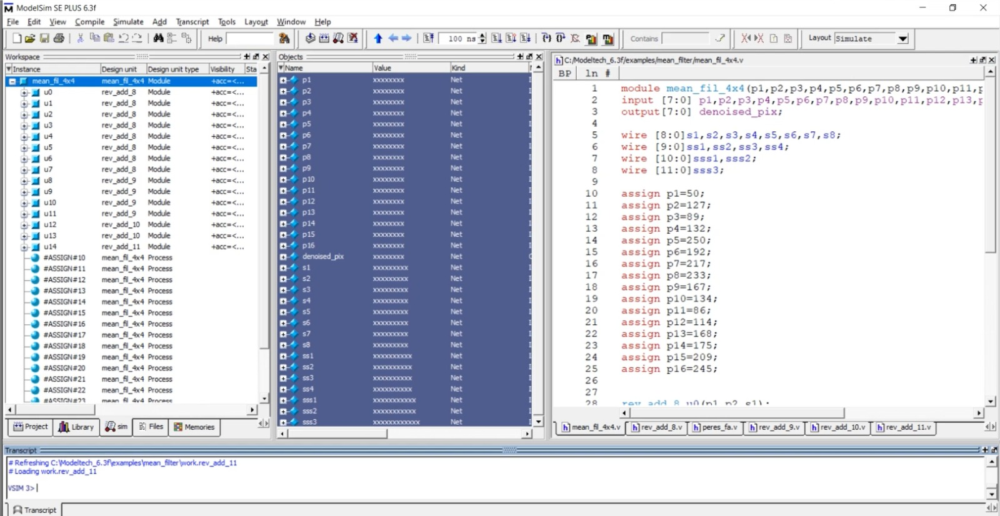 ModelSim SE PLUS 6.3f
File Edit View Compile Simulate Add Transcript Tools Layout Window Help
Help 100 ns Contains Layout Simulate
Workspace
Instance Design unit Design unit type Visibility Sta
mean_fil_4x4 mean_fil_4x4 Module +acc=<...
u0 rev_add_8 Module +acc=<...
u1 rev_add_8 Module +acc=<...
u2 rev_add_8 Module +acc=<...
u3 rev_add_8 Module +acc=<...
u4 rev_add_8 Module +acc=<...
u5 rev_add_8 Module +acc=<...
u6 rev_add_8 Module +acc=<...
u7 rev_add_8 Module +acc=<...
u8 rev_add_9 Module +acc=<...
u9 rev_add_9 Module +acc=<...
u10 rev_add_9 Module +acc=<...
u11 rev_add_9 Module +acc=<...
u12 rev_add_10 Module +acc=<...
u13 rev_add_10 Module +acc=<...
u14 rev_add_11 Module +acc=<...
#ASSIGN#10 mean_fil_4x4 Process
#ASSIGN#11 mean_fil_4x4 Process
#ASSIGN#12 mean_fil_4x4 Process
#ASSIGN#13 mean_fil_4x4 Process
#ASSIGN#14 mean_fil_4x4 Process
#ASSIGN#15 mean_fil_4x4 Process
#ASSIGN#16 mean_fil_4x4 Process
#ASSIGN#17 mean_fil_4x4 Process
#ASSIGN#18 mean_fil_4x4 Process
#ASSIGN#19 mean_fil_4x4 Process
#ASSIGN#20 mean_fil_4x4 Process
#ASSIGN#21 mean_fil_4x4 Process
#ASSIGN#22 mean_fil_4x4 Process
#ASSIGN#23 mean_fil_4x4 Process
Project Library sim Files Memories
Objects
Name Value Kind
p1 xxxxxxxx Net
p2 xxxxxxxx Net
p3 xxxxxxxx Net
p4 xxxxxxxx Net
p5 xxxxxxxx Net
p6 xxxxxxxx Net
p7 xxxxxxxx Net
p8 xxxxxxxx Net
p9 xxxxxxxx Net
p10 xxxxxxxx Net
p11 xxxxxxxx Net
p12 xxxxxxxx Net
p13 xxxxxxxx Net
p14 xxxxxxxx Net
p15 xxxxxxxx Net
p16 xxxxxxxx Net
denoised_pix xxxxxxxx Net
s1 xxxxxxxxx Net
s2 xxxxxxxxx Net
s3 xxxxxxxxx Net
s4 xxxxxxxxx Net
s5 xxxxxxxxx Net
s6 xxxxxxxxx Net
s7 xxxxxxxxx Net
s8 xxxxxxxxx Net
ss1 xxxxxxxxxx Net
ss2 xxxxxxxxxx Net
ss3 xxxxxxxxxx Net
ss4 xxxxxxxxxx Net
sss1 xxxxxxxxxxx Net
sss2 xxxxxxxxxxx Net
sss3 xxxxxxxxxxxx Net
C:/Modeltech_6.3f/examples/mean_filter/mean_fil_4x4.v
BP ln #
1 module mean_fil_4x4(p1,p2,p3,p4,p5,p6,p7,p8,p9,p10,p11,p
2 input [7:0] p1,p2,p3,p4,p5,p6,p7,p8,p9,p10,p11,p12,p13,p
3 output[7:0] denoised_pix;
4
5 wire [8:0]s1,s2,s3,s4,s5,s6,s7,s8;
6 wire [9:0]ss1,ss2,ss3,ss4;
7 wire [10:0]sss1,sss2;
8 wire [11:0]sss3;
9
10 assign p1=50;
11 assign p2=127;
12 assign p3=89;
13 assign p4=132;
14 assign p5=250;
15 assign p6=192;
16 assign p7=217;
17 assign p8=233;
18 assign p9=167;
19 assign p10=134;
20 assign p11=86;
21 assign p12=114;
22 assign p13=168;
23 assign p14=175;
24 assign p15=209;
25 assign p16=245;
26
27
28 rev_add_8 u0(p1,p2,s1);
mean_fil_4x4.v rev_add_8.v peres_fa.v rev_add_9.v rev_add_10.v rev_add_11.v
Transcript
# Refreshing C:\Modeltech_6.3f\examples\mean_filter\work.rev_add_11
# Loading work.rev_add_11
VSIM 3>
Transcript